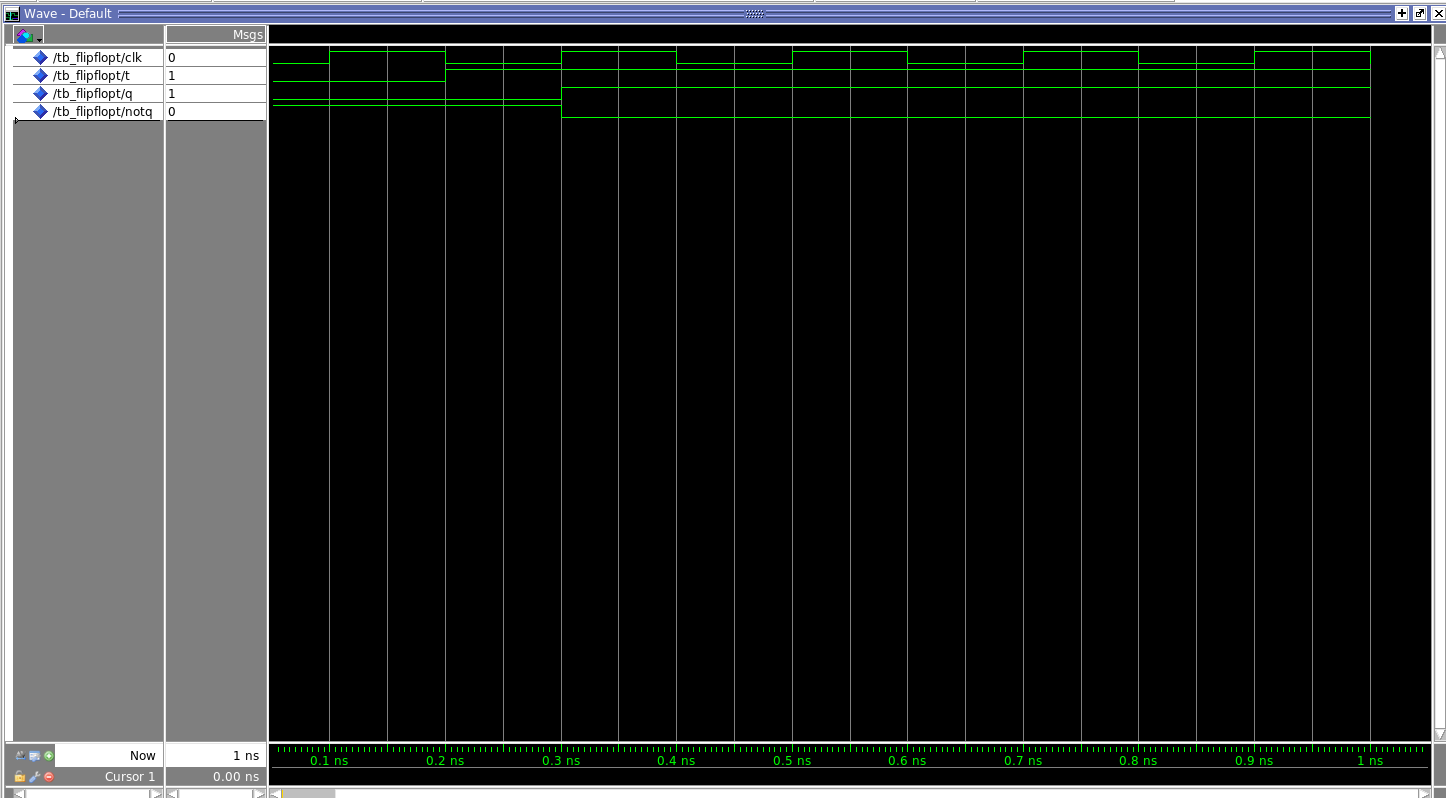 Wave - Default
Msgs
/tb_flipflopt/clk 0
/tb_flipflopt/t 1
/tb_flipflopt/q 1
/tb_flipflopt/notq 0
Now 1 ns
Cursor 1 0.00 ns
0.1 ns 0.2 ns 0.3 ns 0.4 ns 0.5 ns 0.6 ns 0.7 ns 0.8 ns 0.9 ns 1 ns